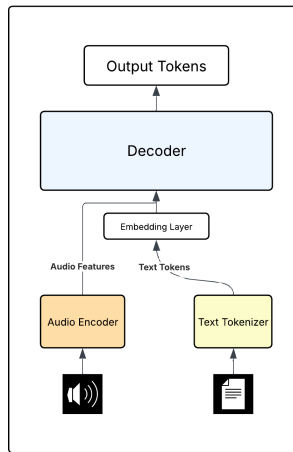 Output Tokens
Decoder
Embedding Layer
Audio Features
Text Tokens
Audio Encoder
Text Tokenizer